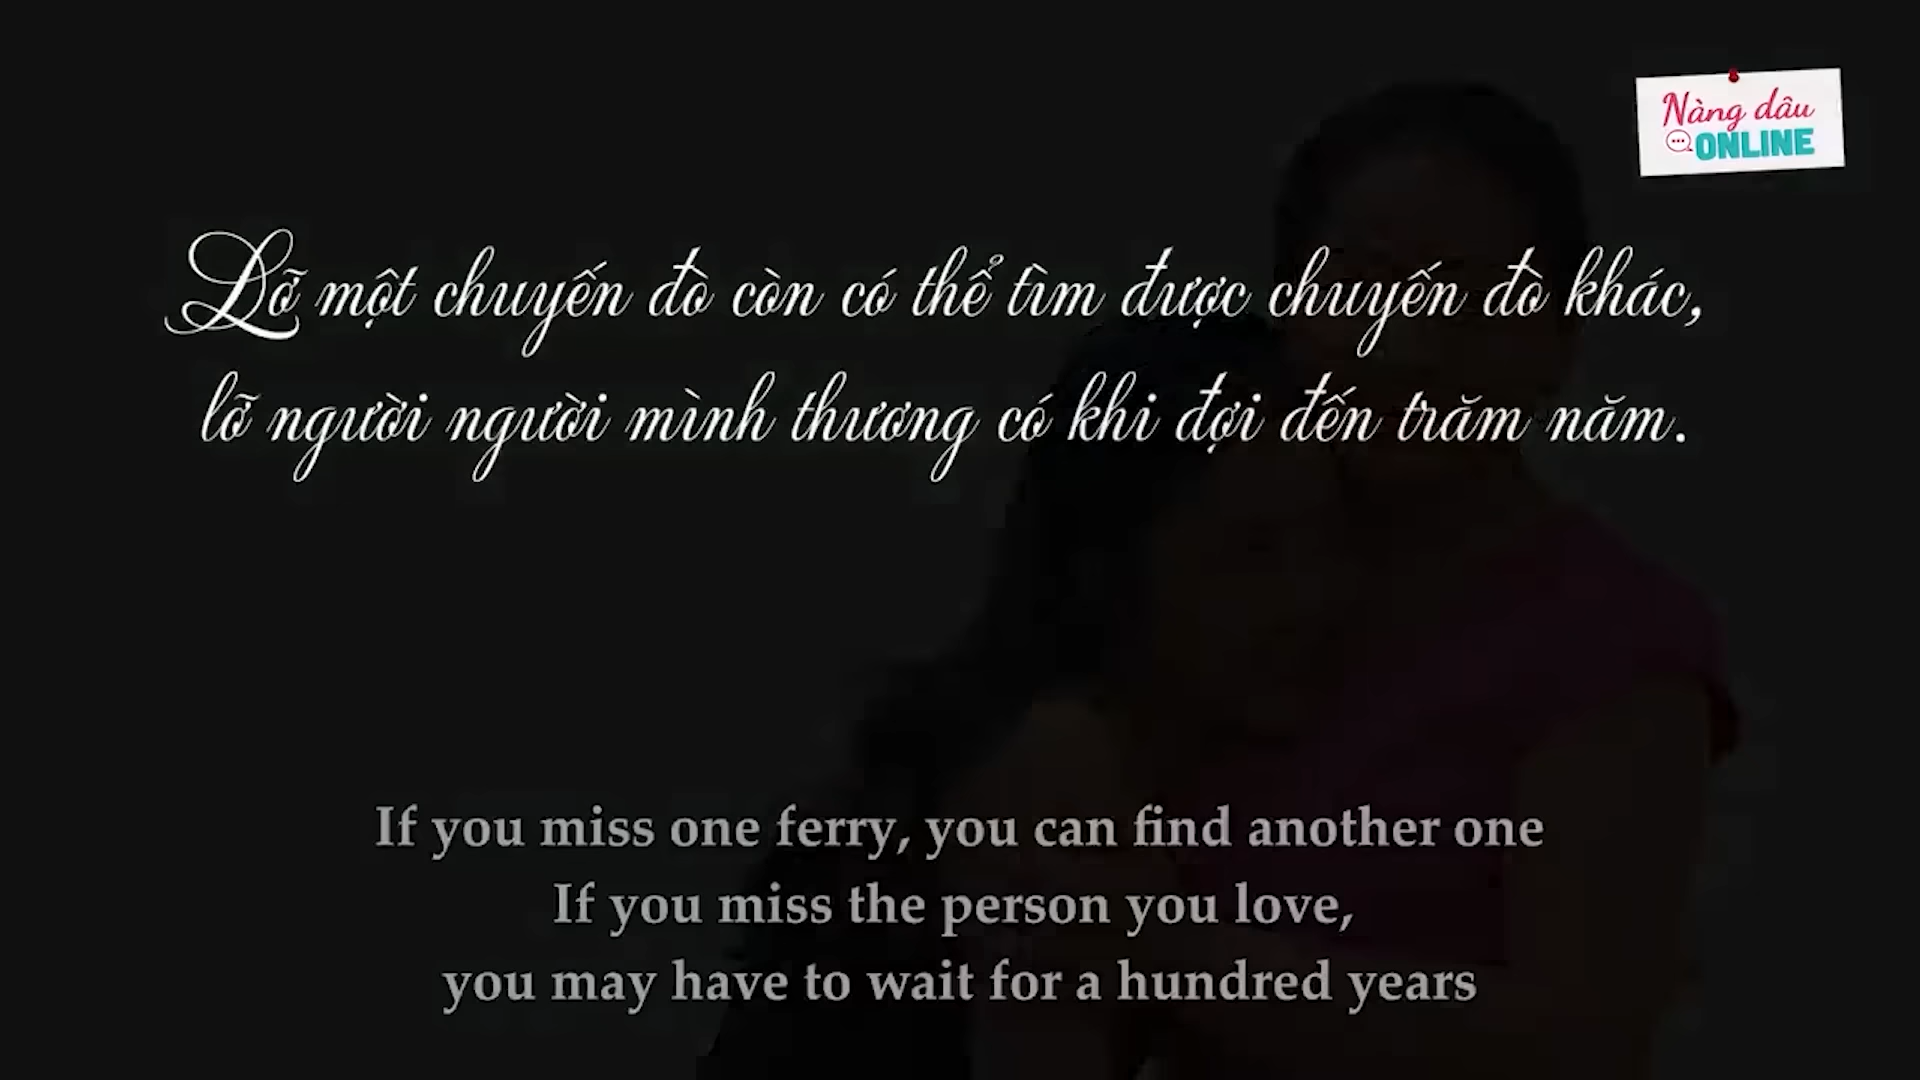 Nàng dâu
ONLINE
Lỡ một chuyến đò còn có thể tìm được chuyến đò khác,
lỡ người người mình thương có khi đợi đến trăm năm.
If you miss one ferry, you can find another one
If you miss the person you love,
you may have to wait for a hundred years